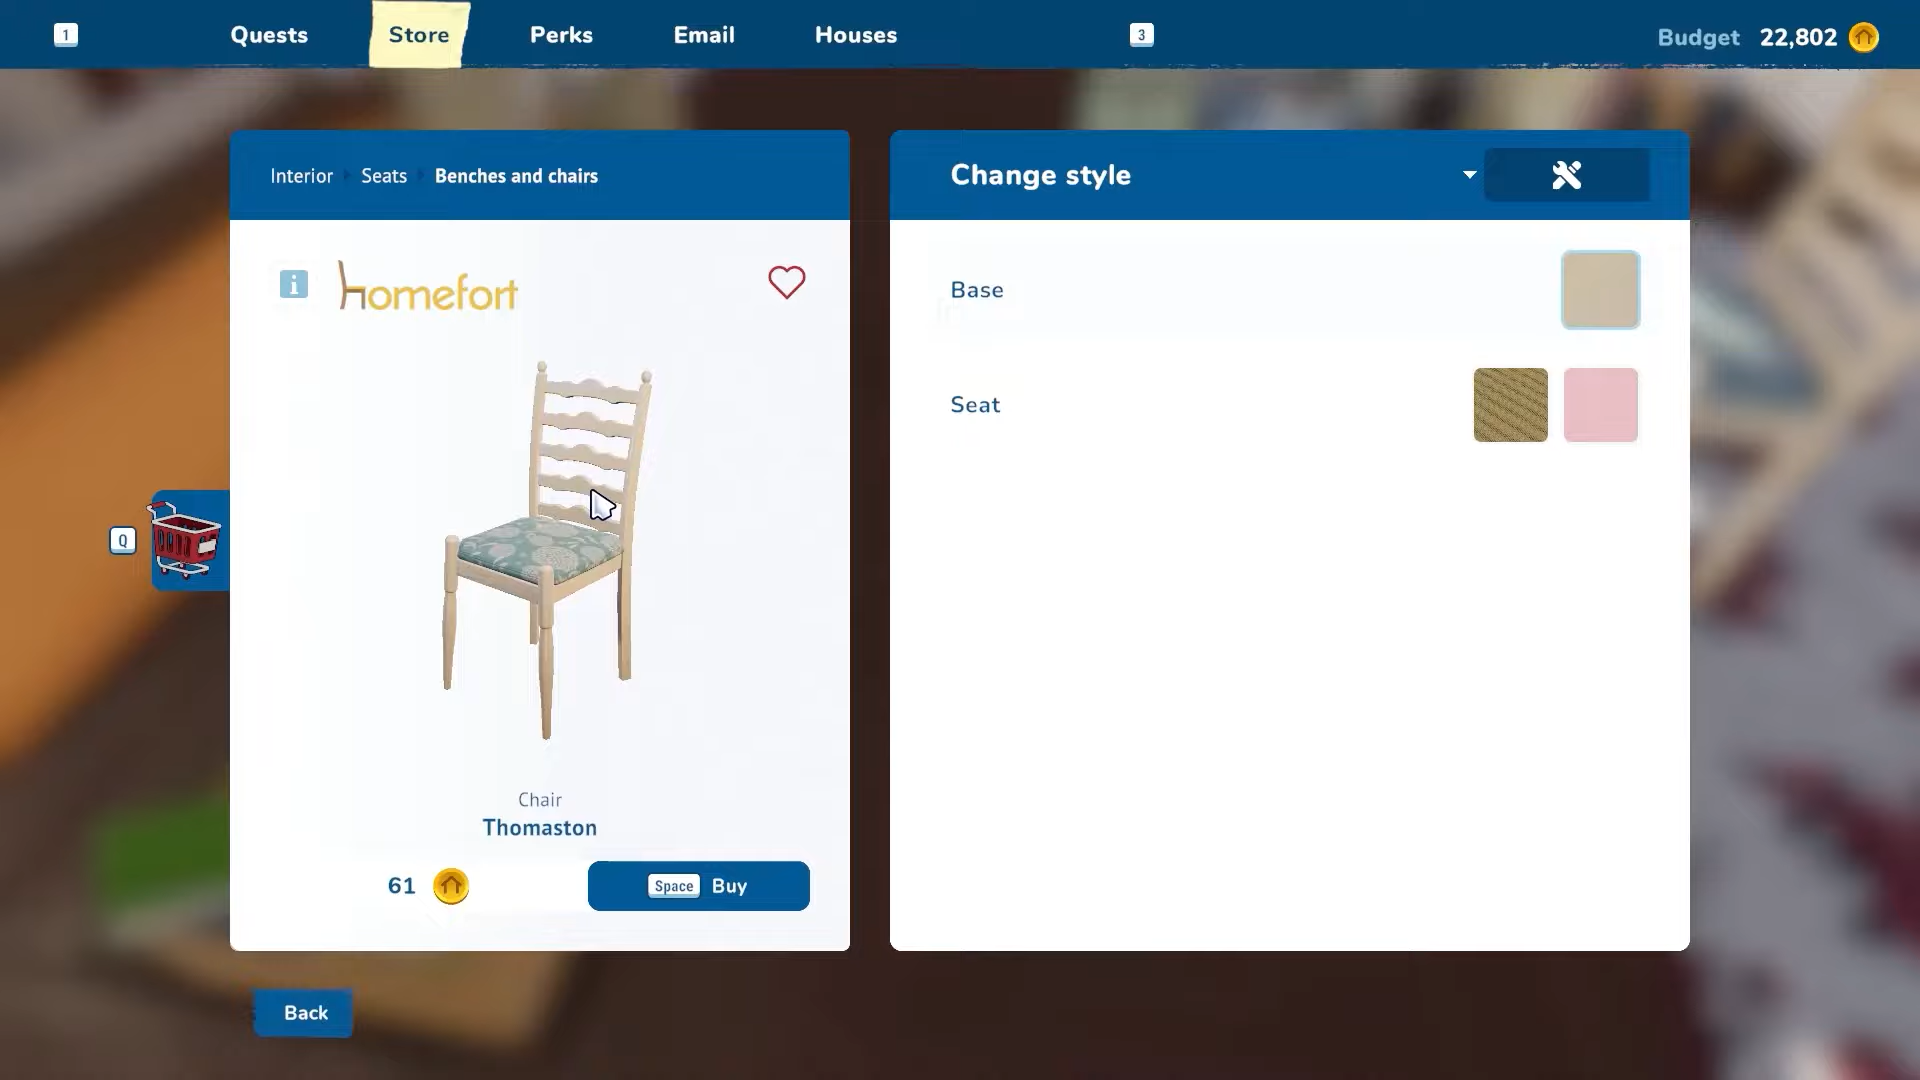 1
Quests
Store
Perks
Email
Houses
3
Budget 22,802
Interior
Seats
Benches and chairs
Change style
i
homefort
Base
Seat
Q
Chair
Thomaston
61
Space
Buy
Back